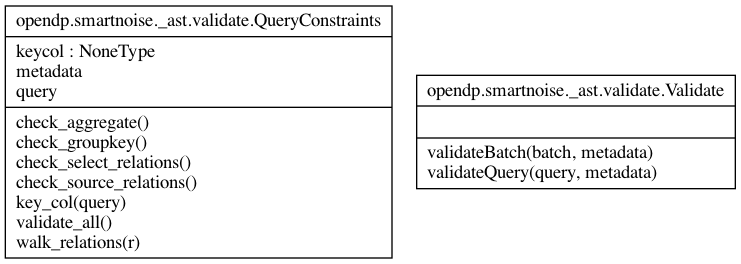 opendp.smartnoise._ast.validate.QueryConstraints
keycol : NoneType
metadata
query
check_aggregate()
check_groupkey()
check_select_relations()
check_source_relations()
key_col(query)
validate_all()
walk_relations(r)
opendp.smartnoise._ast.validate.Validate
validateBatch(batch, metadata)
validateQuery(query, metadata)